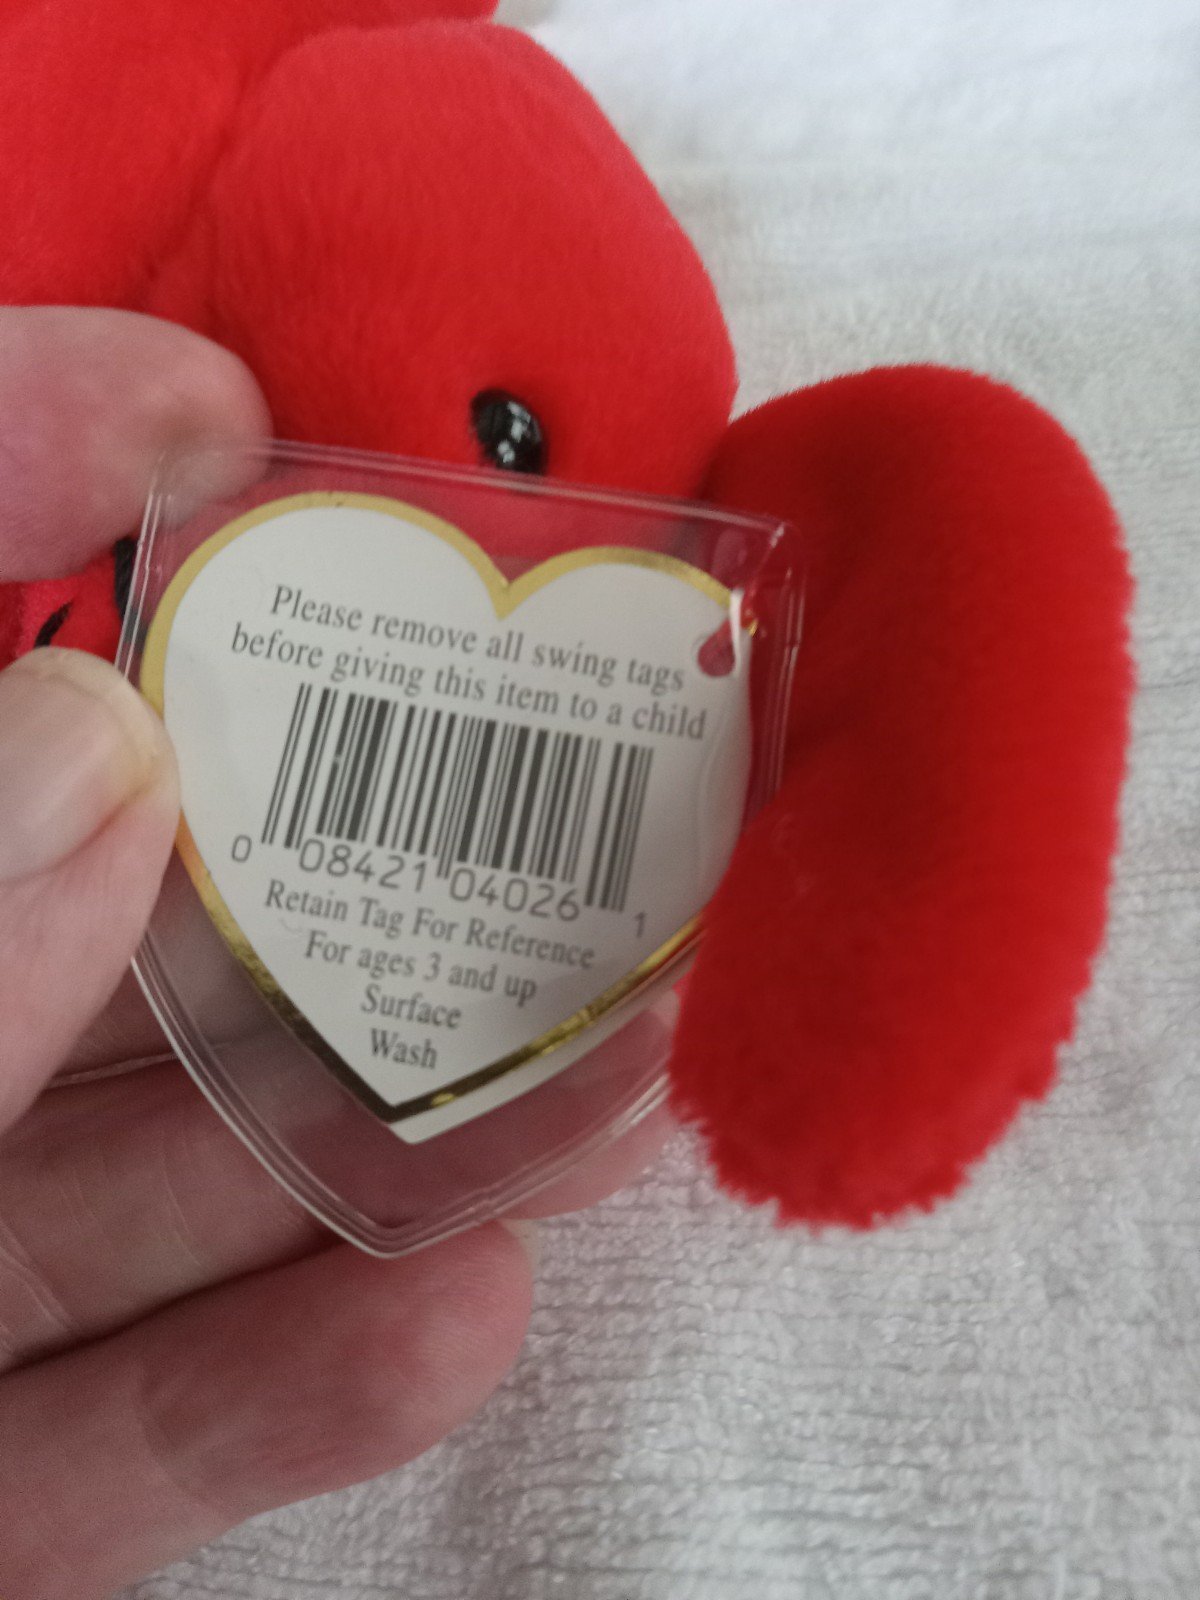 Please remove all swing tags
before giving this item to a child
0 08421 04026 1
Retain Tag For Reference
For ages 3 and up
Surface
Wash